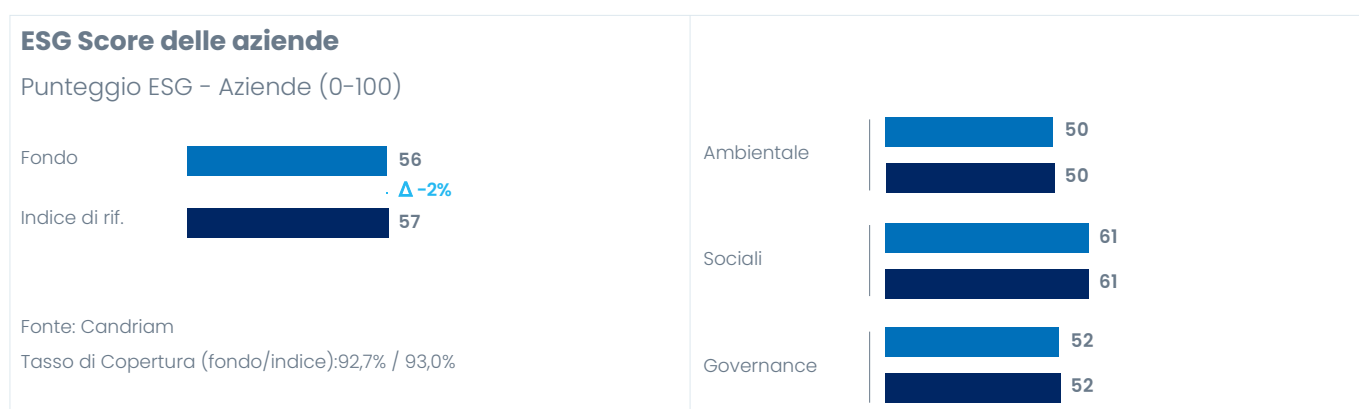 ESG Score delle aziende
Punteggio ESG - Aziende (0-100)
Fondo
56
Δ -2%
Indice di rif.
57
Fonte: Candriam
Tasso di Copertura (fondo/indice):92,7% / 93,0%
Ambientale
50
50
Sociali
61
61
Governance
52
52